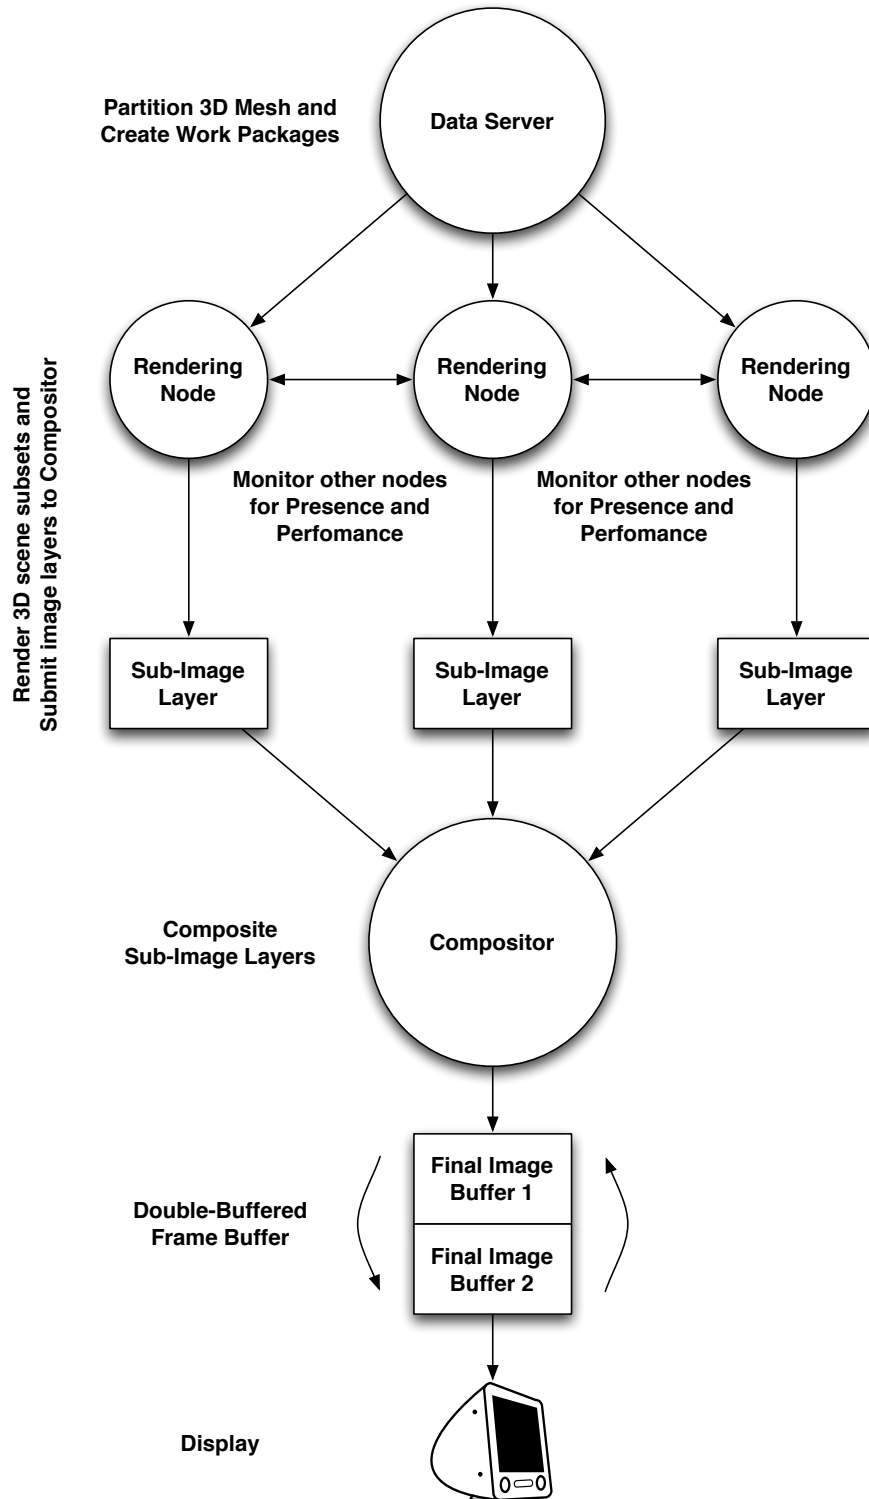 Partition 3D Mesh and
Create Work Packages
Data Server
Rendering
Node
Rendering
Node
Rendering
Node
Render 3D scene subsets and
Submit image layers to Compositor
Monitor other nodes
for Presence and
Perfomance
Monitor other nodes
for Presence and
Perfomance
Sub-Image
Layer
Sub-Image
Layer
Sub-Image
Layer
Composite
Sub-Image Layers
Compositor
Final Image
Buffer 1
Double-Buffered
Frame Buffer
Final Image
Buffer 2
Display